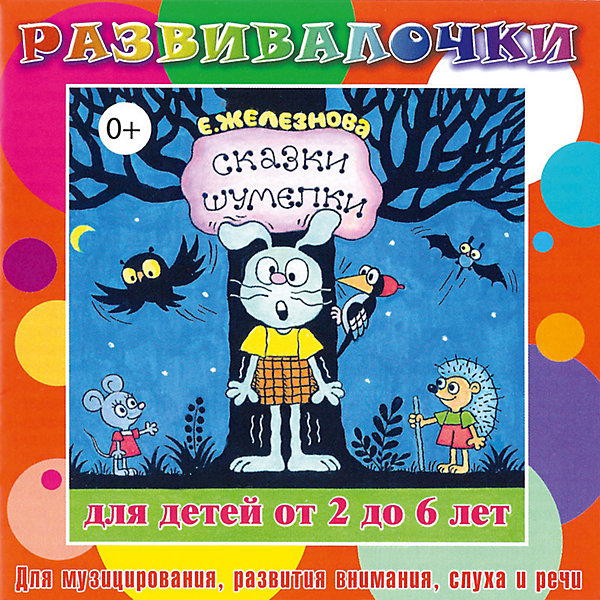 РАЗВИВАЛОЧКИ
0+
Е.ЖЕЛЕЗНОВА
СКАЗКИ
ШУМЕЛКИ
для детей от 2 до 6 лет
Для музицирования, развития внимания, слуха и речи